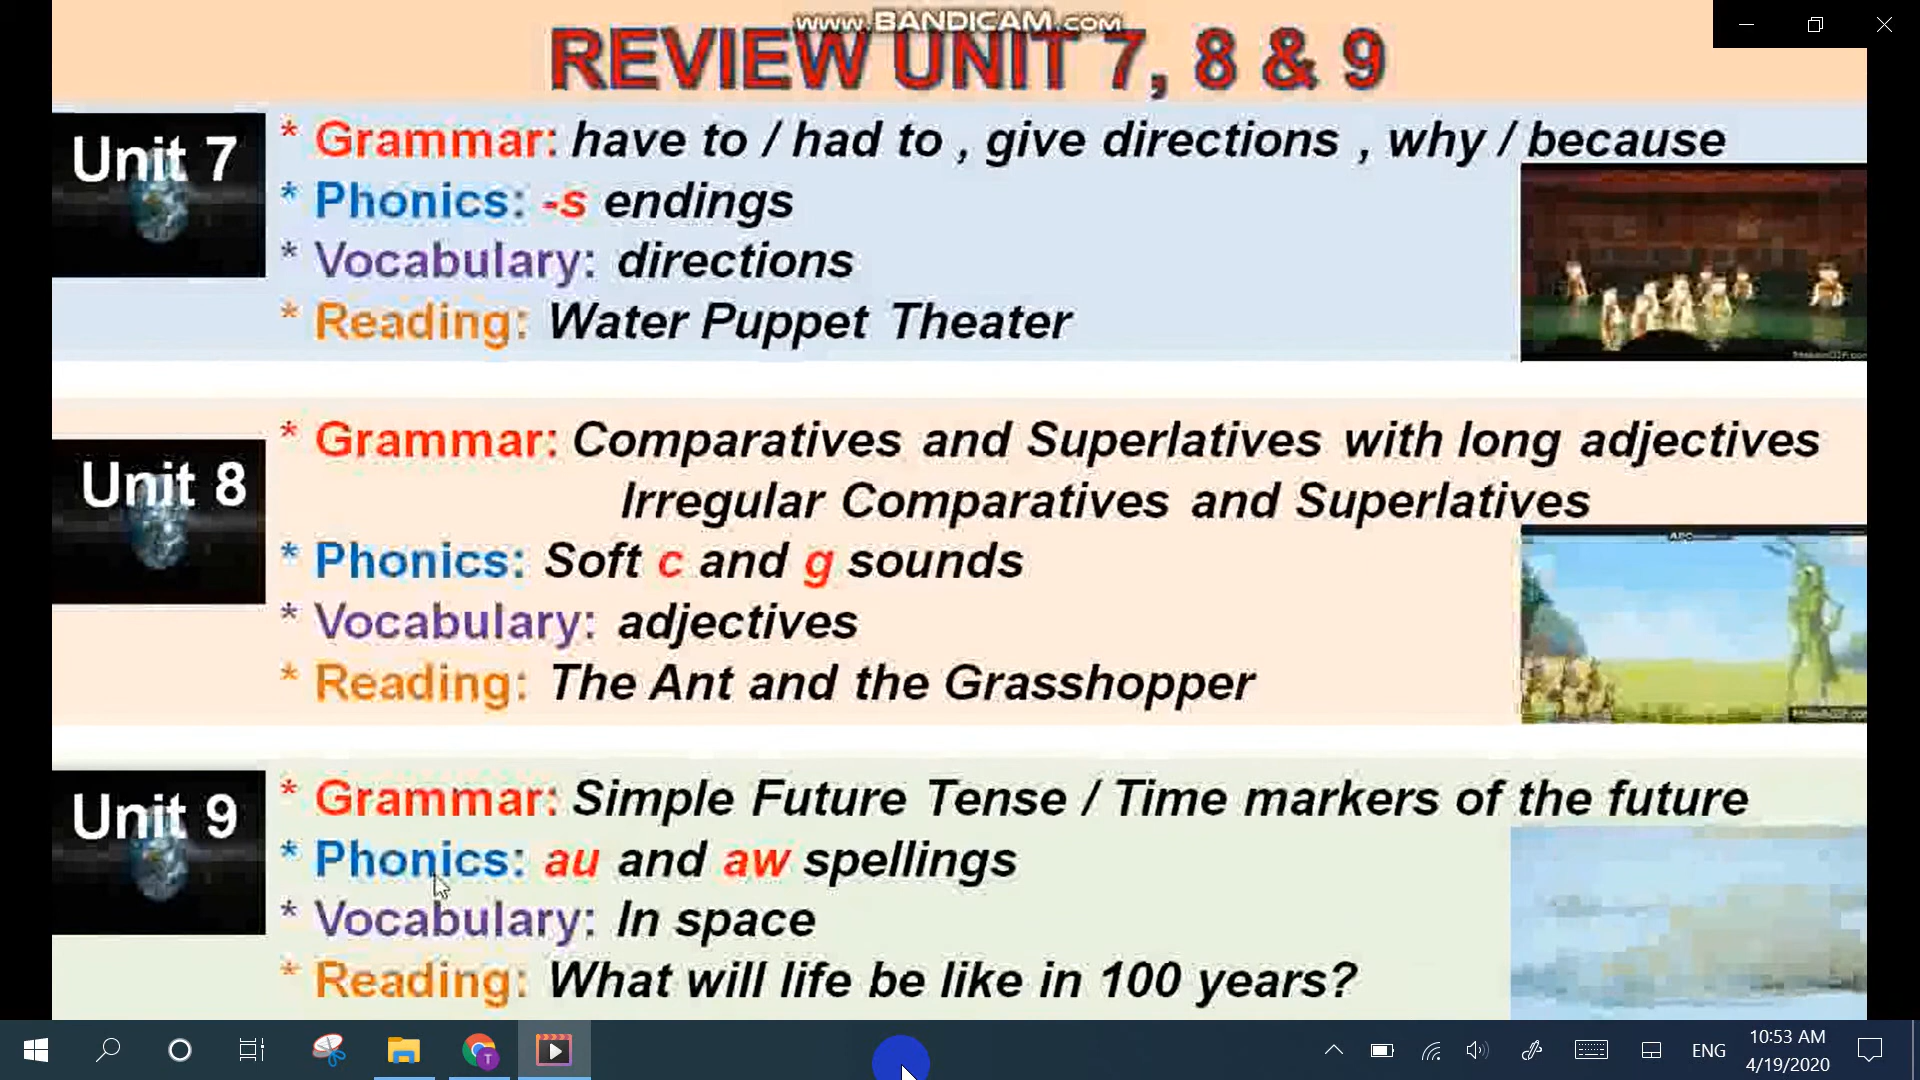 www.BANDICAM.com
REVIEW UNIT 7, 8 & 9
Unit 7
* Grammar: have to / had to , give directions , why / because
* Phonics: -s endings
* Vocabulary: directions
* Reading: Water Puppet Theater
Unit 8
* Grammar: Comparatives and Superlatives with long adjectives
Irregular Comparatives and Superlatives
* Phonics: Soft c and g sounds
* Vocabulary: adjectives
* Reading: The Ant and the Grasshopper
Unit 9
* Grammar: Simple Future Tense / Time markers of the future
* Phonics: au and aw spellings
* Vocabulary: In space
* Reading: What will life be like in 100 years?
T
ENG
10:53 AM
4/19/2020